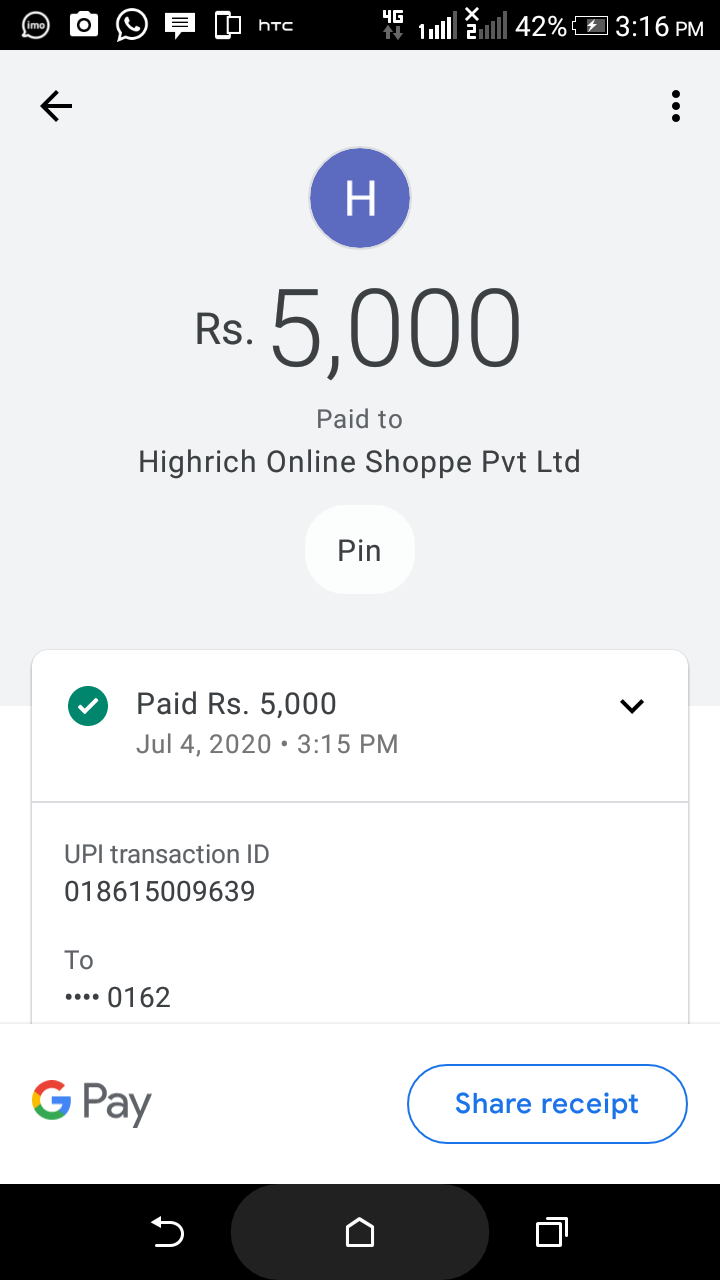 imo
hTC
4G
1
2
42%
3:16 PM
H
Rs. 5,000
Paid to
Highrich Online Shoppe Pvt Ltd
Pin
Paid Rs. 5,000
Jul 4, 2020 • 3:15 PM
UPI transaction ID
018615009639
To
•••• 0162
G Pay
Share receipt